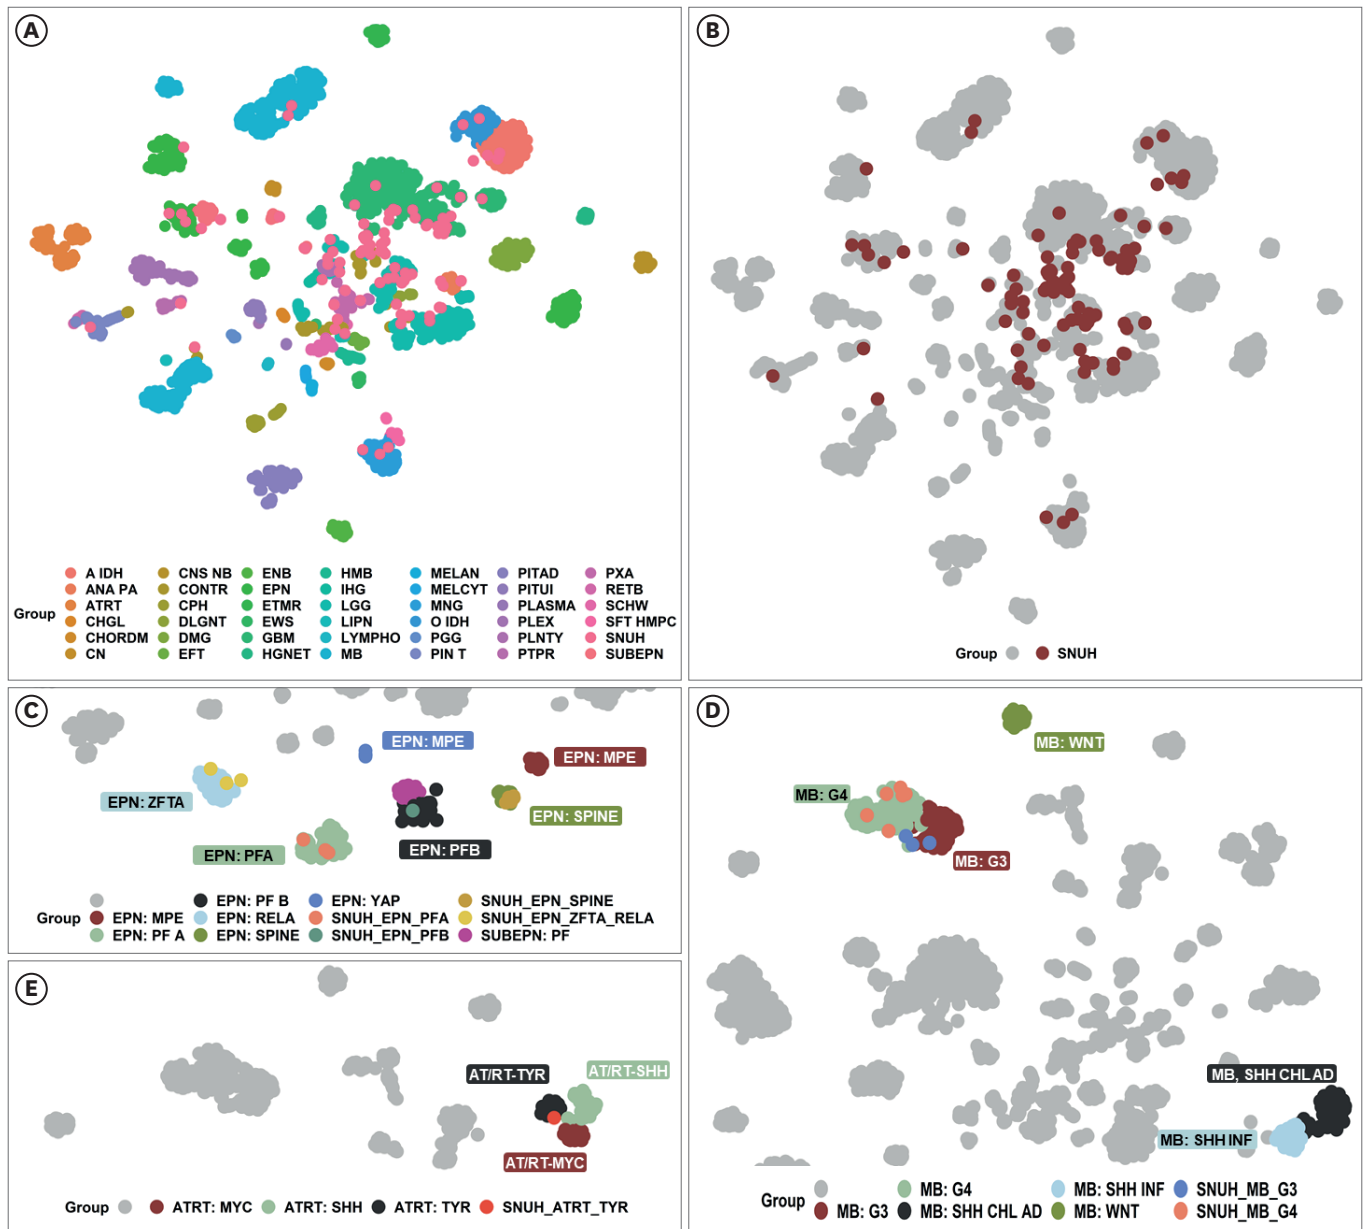 A
A IDH CNS NB ENB HMB MELAN PITAD PXA
ANA PA CONTR EPN IHG MELCYT PITUI RETB
ATRT CPH ETMR LGG MNG PLASMA SCHW
Group CHGL DLGNT EWS LIPN O IDH PLEX SFT HMPC
CHORDM DMG GBM LYMPHO PGG PLNTY SNUH
CN EFT HGNET MB PIN T PTPR SUBEPN
B
Group SNUH
C
EPN: MPE
EPN: MPE
EPN: ZFTA
EPN: SPINE
EPN: PFA
EPN: PFB
EPN: PF B EPN: YAP SNUH_EPN_SPINE
Group EPN: MPE EPN: RELA SNUH_EPN_PFA SNUH_EPN_ZFTA_RELA
EPN: PF A EPN: SPINE SNUH_EPN_PFB SUBEPN: PF
D
MB: WNT
MB: G4
MB: G3
MB, SHH CHL AD
MB: SHH INF
Group MB: G4 MB: SHH INF SNUH_MB_G3
MB: G3 MB: SHH CHL AD MB: WNT SNUH_MB_G4
E
AT/RT-TYR
AT/RT-SHH
AT/RT-MYC
Group ATRT: MYC ATRT: SHH ATRT: TYR SNUH_ATRT_TYR